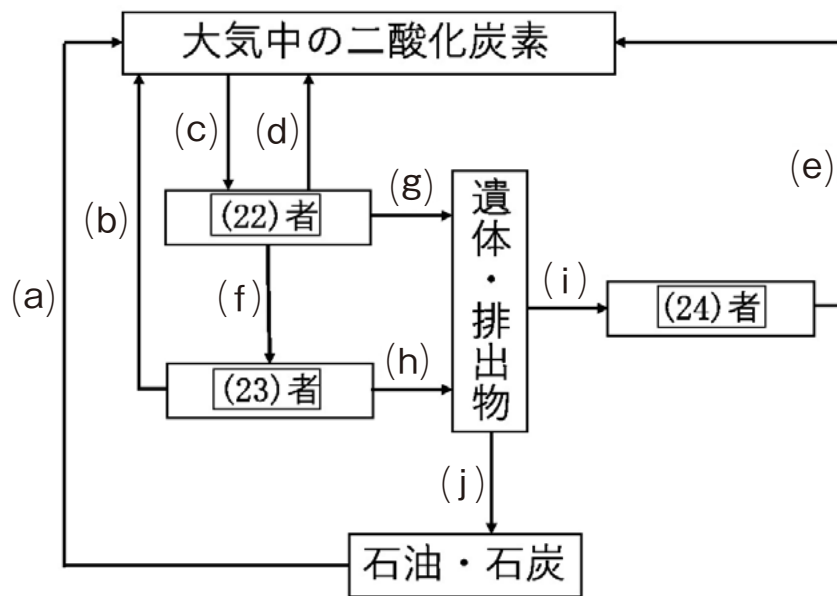 大気中の二酸化炭素
(c)
(d)
(e)
(22)者
(g)
(b)
遺体・排出物
(i)
(a)
(f)
(24)者
(23)者
(h)
(j)
石油・石炭